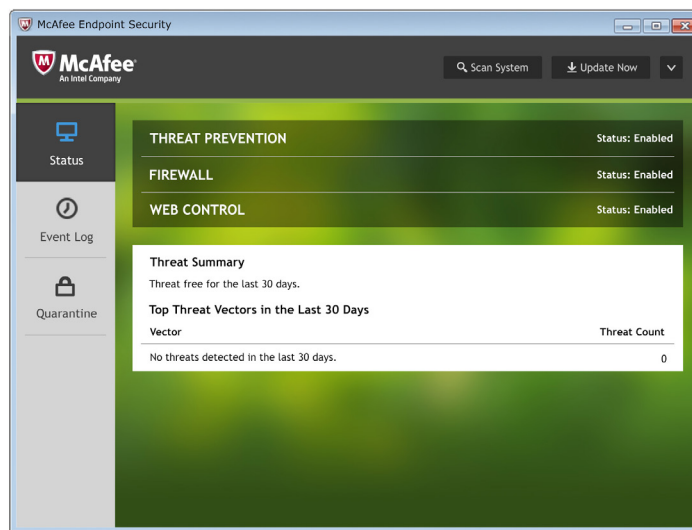 McAfee Endpoint Security
McAfee
An Intel Company
Scan System
Update Now
Status
Event Log
Quarantine
THREAT PREVENTION Status: Enabled
FIREWALL Status: Enabled
WEB CONTROL Status: Enabled
Threat Summary
Threat free for the last 30 days.
Top Threat Vectors in the Last 30 Days
Vector Threat Count
No threats detected in the last 30 days. 0